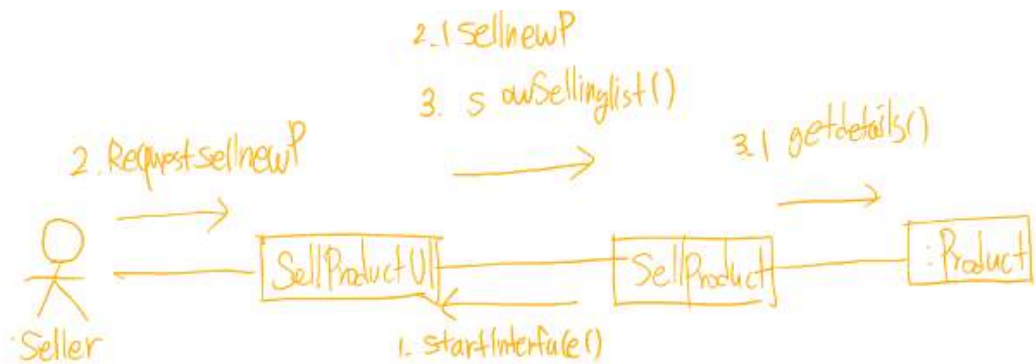 2.1 sellnewP
3. s owSellinglist()
2. RequestsellnewP
3.1 getdetails()
SellProductUI
SellProduct
:Product
:Seller
1. startInterface()